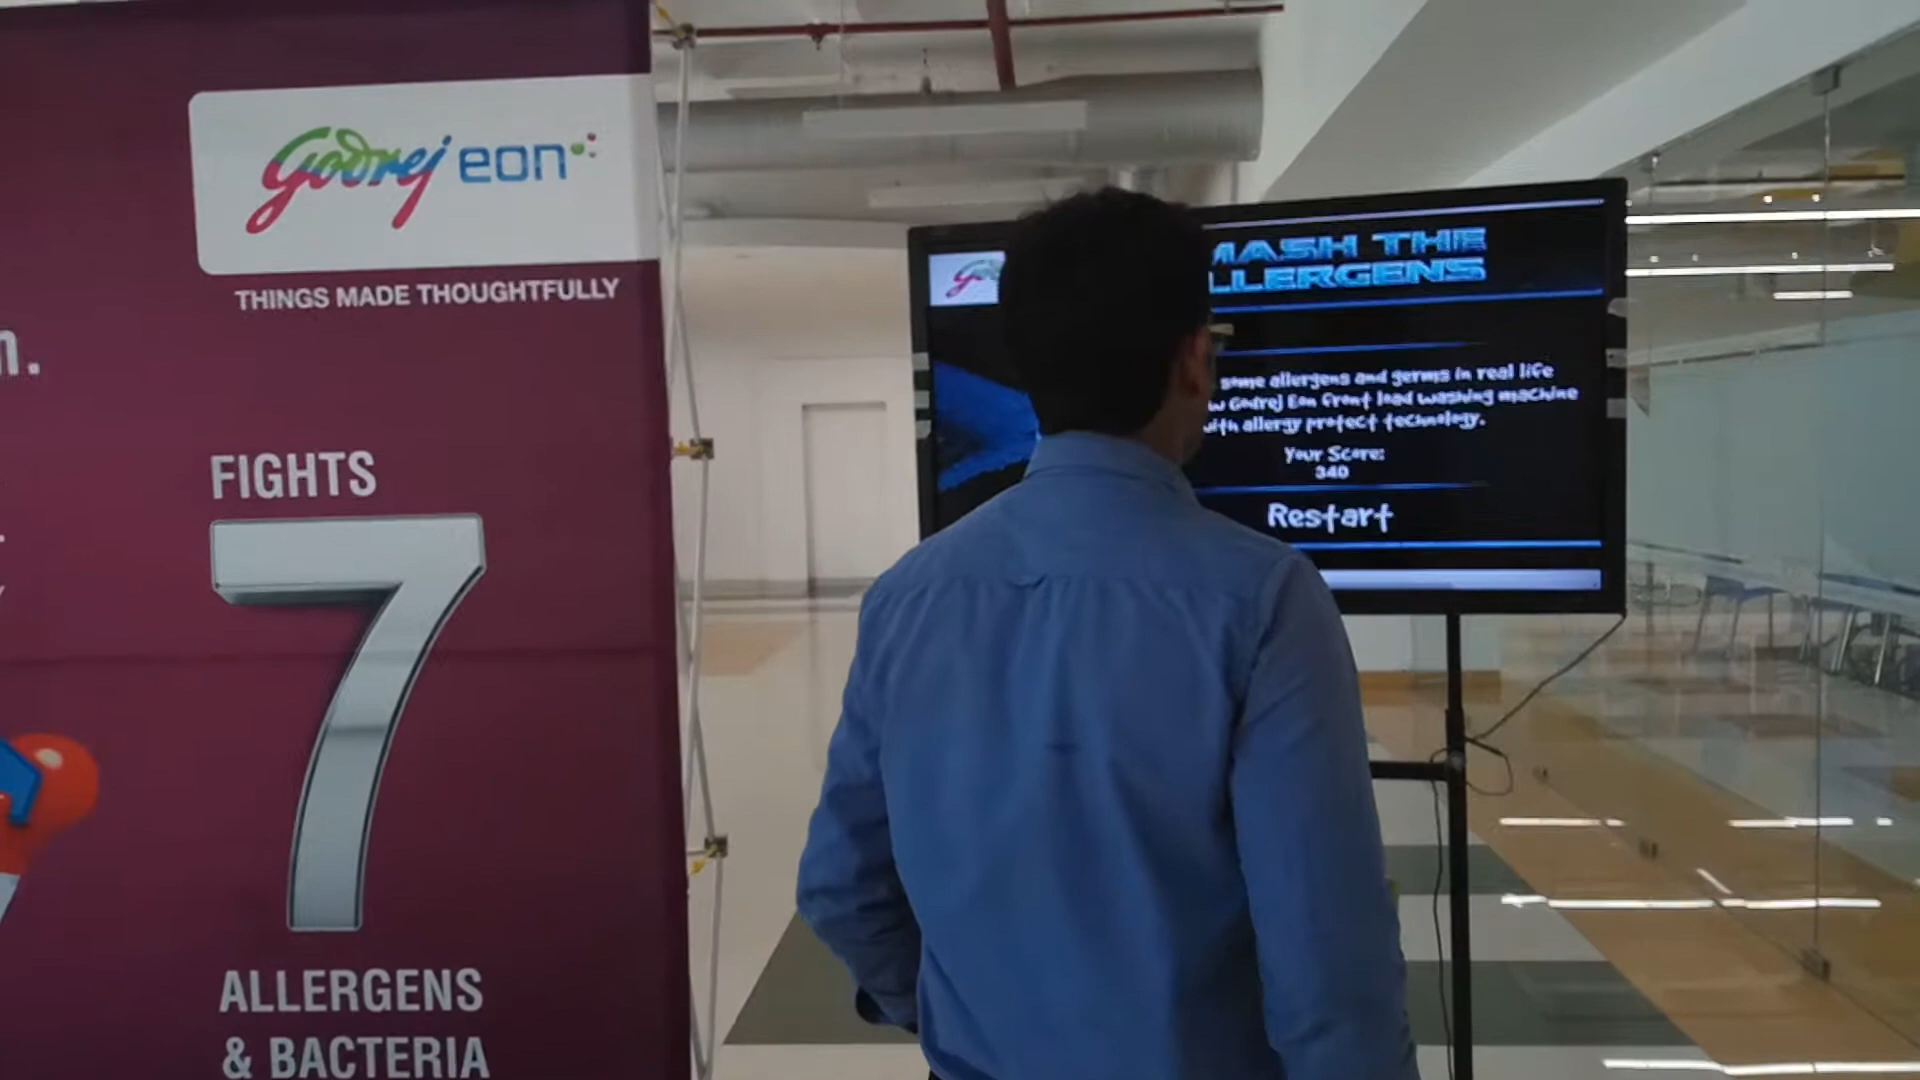 Godrej eon
THINGS MADE THOUGHTFULLY
FIGHTS
7
ALLERGENS
& BACTERIA
MASH THE
LLERGENS
some allergens and germs in real life
w Godrej Eon front load washing machine
with allergy protect technology.
Your Score:
340
Restart